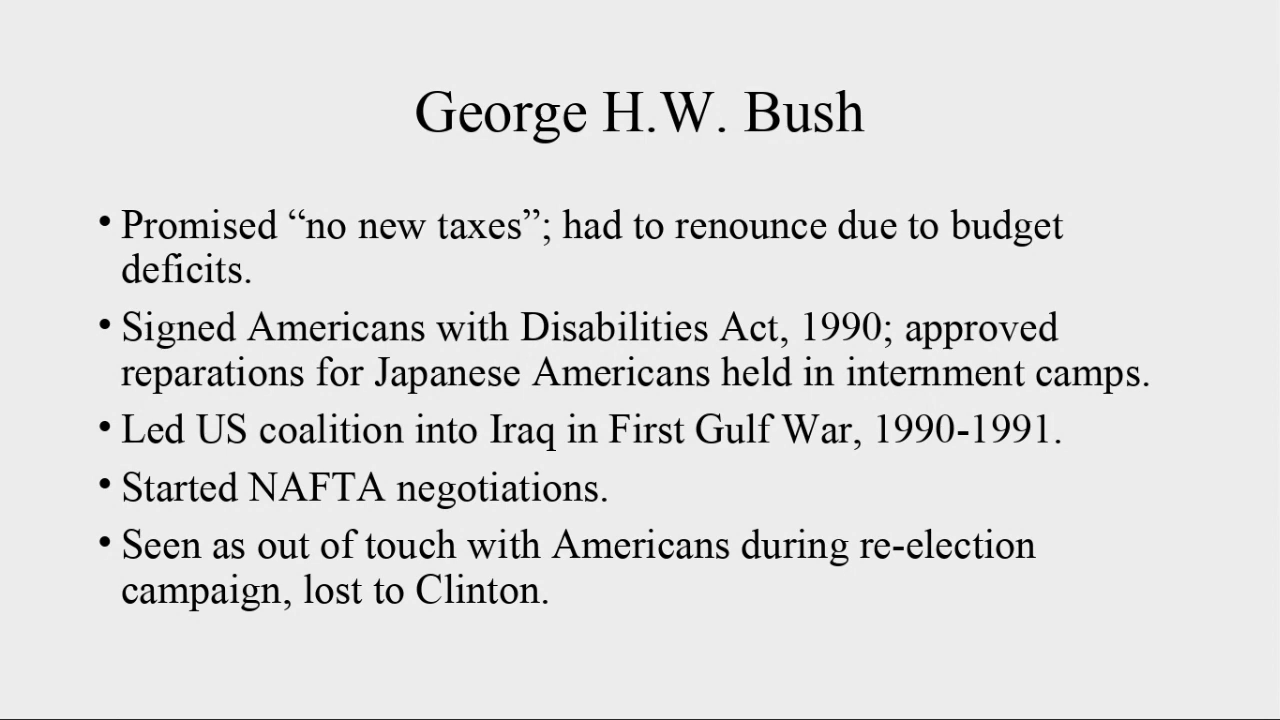 George H.W. Bush
• Promised “no new taxes”; had to renounce due to budget
deficits.
• Signed Americans with Disabilities Act, 1990; approved
reparations for Japanese Americans held in internment camps.
• Led US coalition into Iraq in First Gulf War, 1990-1991.
• Started NAFTA negotiations.
• Seen as out of touch with Americans during re-election
campaign, lost to Clinton.